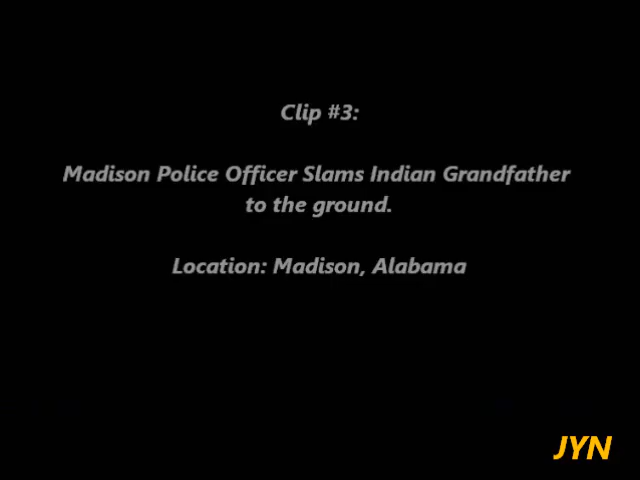 Clip #3:
Madison Police Officer Slams Indian Grandfather
to the ground.
Location: Madison, Alabama
JYN